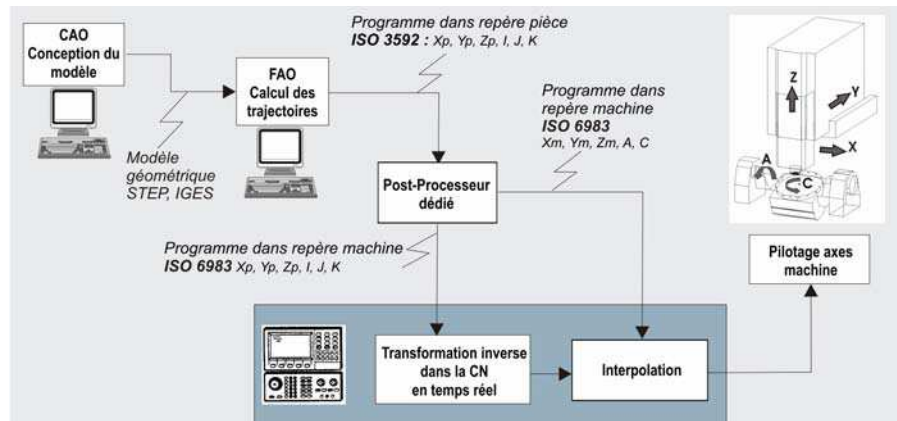 CAO
Conception du
modèle
FAO
Calcul des
trajectoires
Modèle
géométrique
STEP, IGES
Programme dans repère pièce
ISO 3592 : Xp, Yp, Zp, I, J, K
Programme dans
repère machine
ISO 6983
Xm, Ym, Zm, A, C
Post-Processeur
dédié
Programme dans repère machine
ISO 6983 Xp, Yp, Zp, I, J, K
Z
Y
X
A
C
Pilotage axes
machine
Transformation inverse
dans la CN
en temps réel
Interpolation